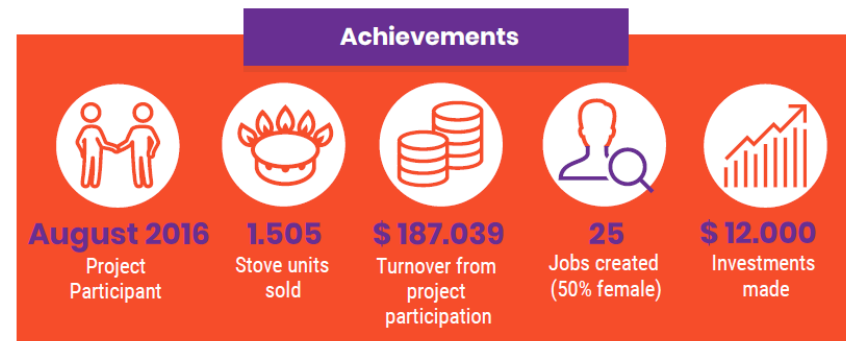 Achievements
August 2016
Project
Participant
1.505
Stove units
sold
$ 187.039
Turnover from
project
participation
25
Jobs created
(50% female)
$ 12.000
Investments
made